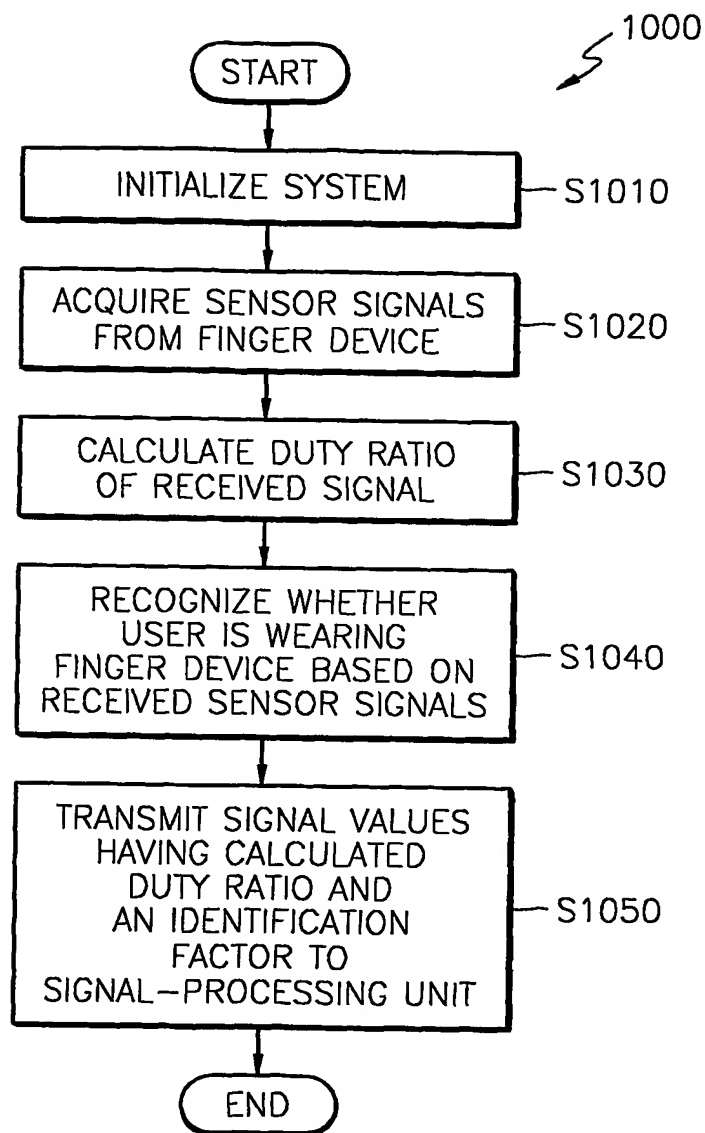 1000
START
INITIALIZE SYSTEM
S1010
ACQUIRE SENSOR SIGNALS
FROM FINGER DEVICE
S1020
CALCULATE DUTY RATIO
OF RECEIVED SIGNAL
S1030
RECOGNIZE WHETHER
USER IS WEARING
FINGER DEVICE BASED ON
RECEIVED SENSOR SIGNALS
S1040
TRANSMIT SIGNAL VALUES
HAVING CALCULATED
DUTY RATIO AND
AN IDENTIFICATION
FACTOR TO
SIGNAL-PROCESSING UNIT
S1050
END